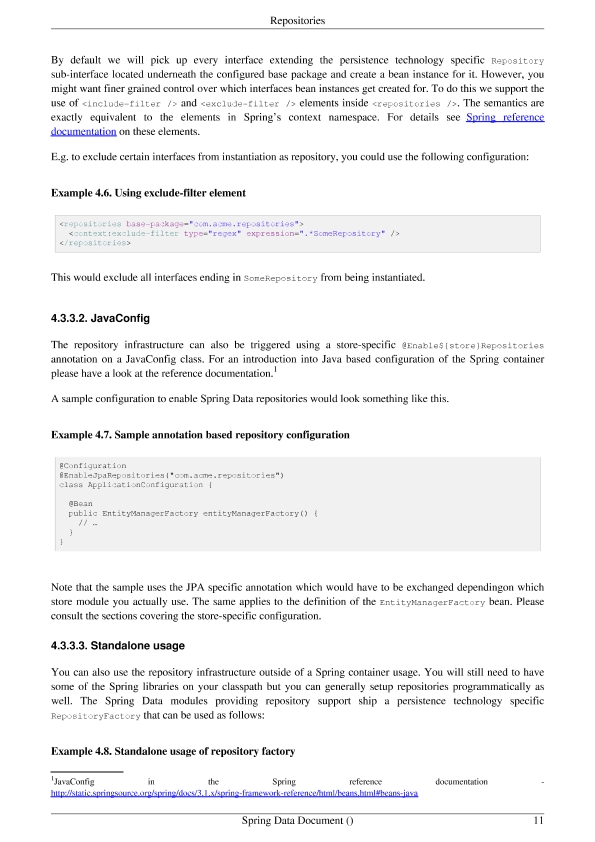 Repositories
By default we will pick up every interface extending the persistence technology specific Repository
sub-interface located underneath the configured base package and create a bean instance for it. However, you
might want finer grained control over which interfaces bean instances get created for. To do this we support the
use of <include-filter /> and <exclude-filter /> elements inside <repositories />. The semantics are
exactly equivalent to the elements in Spring's context namespace. For details see Spring reference
documentation on these elements.
E.g. to exclude certain interfaces from instantiation as repository, you could use the following configuration:
Example 4.6. Using exclude-filter element
<repositories base-package="com.acme.repositories">
<context:exclude-filter type="regex" expression=".*SomeRepository" />
</repositories>
This would exclude all interfaces ending in SomeRepository from being instantiated.
4.3.3.2. JavaConfig
The repository infrastructure can also be triggered using a store-specific @Enable${store}Repositories
annotation on a JavaConfig class. For an introduction into Java based configuration of the Spring container
please have a look at the reference documentation.1
A sample configuration to enable Spring Data repositories would look something like this.
Example 4.7. Sample annotation based repository configuration
@Configuration
@EnableJpaRepositories("com.acme.repositories")
class ApplicationConfiguration {
@Bean
public EntityManagerFactory entityManagerFactory() {
// …
}
}
Note that the sample uses the JPA specific annotation which would have to be exchanged dependingon which
store module you actually use. The same applies to the definition of the EntityManagerFactory bean. Please
consult the sections covering the store-specific configuration.
4.3.3.3. Standalone usage
You can also use the repository infrastructure outside of a Spring container usage. You will still need to have
some of the Spring libraries on your classpath but you can generally setup repositories programmatically as
well. The Spring Data modules providing repository support ship a persistence technology specific
RepositoryFactory that can be used as follows:
Example 4.8. Standalone usage of repository factory
1JavaConfig in the Spring reference documentation -
http://static.springsource.org/spring/docs/3.1.x/spring-framework-reference/html/beans.html#beans-java
Spring Data Document () 11